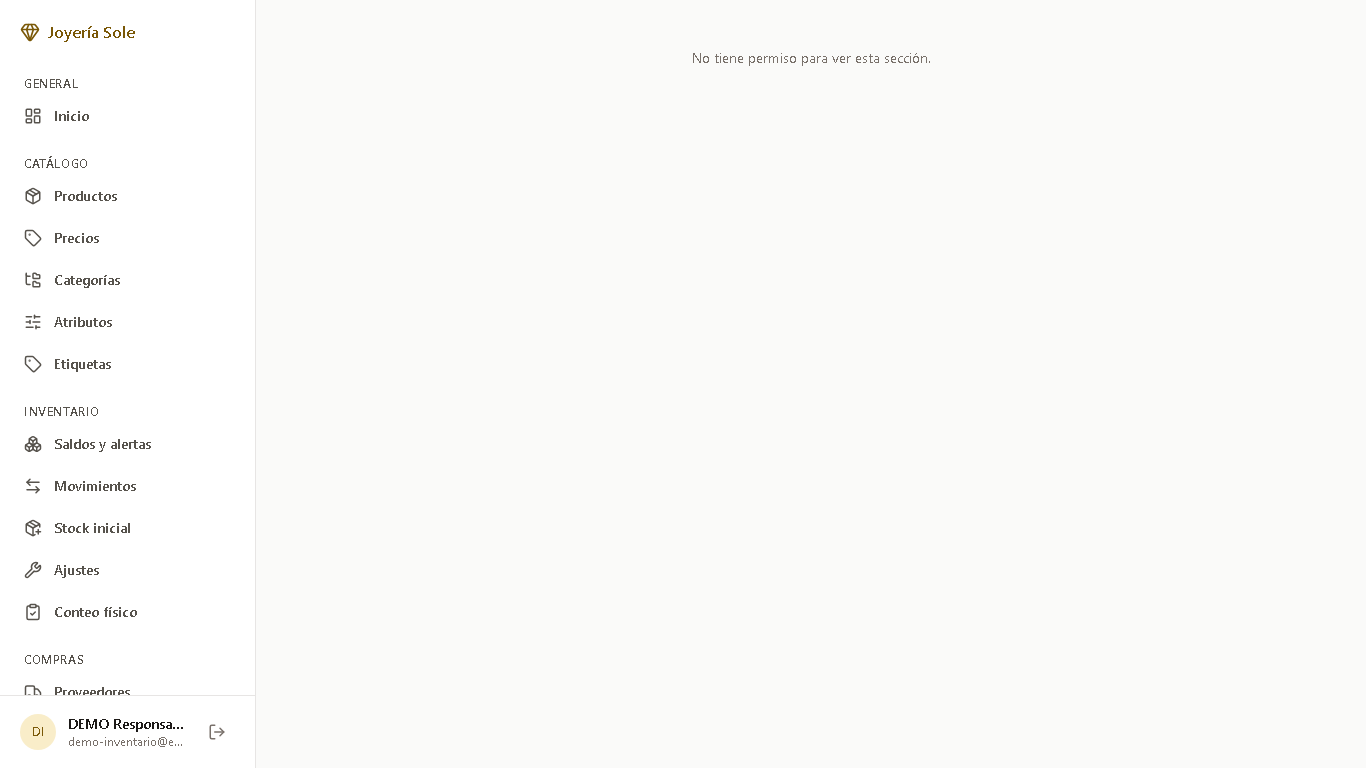 Joyería Sole
GENERAL
Inicio
CATÁLOGO
Productos
Precios
Categorías
Atributos
Etiquetas
INVENTARIO
Saldos y alertas
Movimientos
Stock inicial
Ajustes
Conteo físico
COMPRAS
Proveedores
DI
DEMO Responsa...
demo-inventario@e...
No tiene permiso para ver esta sección.